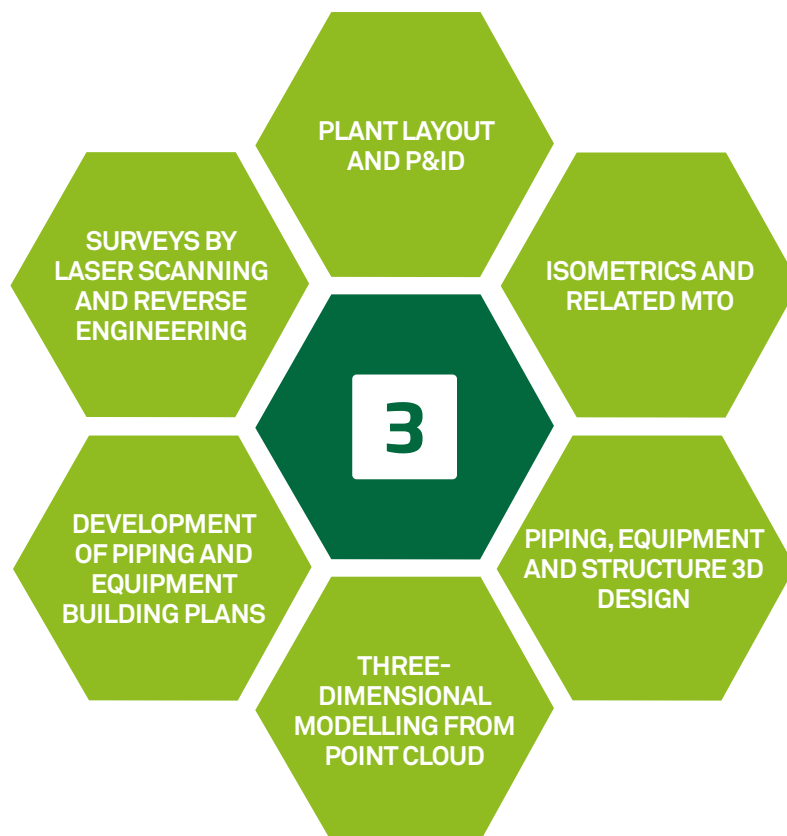 PLANT LAYOUT
AND P&ID
SURVEYS BY
LASER SCANNING
AND REVERSE
ENGINEERING
ISOMETRICS AND
RELATED MTO
3
DEVELOPMENT
OF PIPING AND
EQUIPMENT
BUILDING PLANS
PIPING, EQUIPMENT
AND STRUCTURE 3D
DESIGN
THREE-
DIMENSIONAL
MODELLING FROM
POINT CLOUD